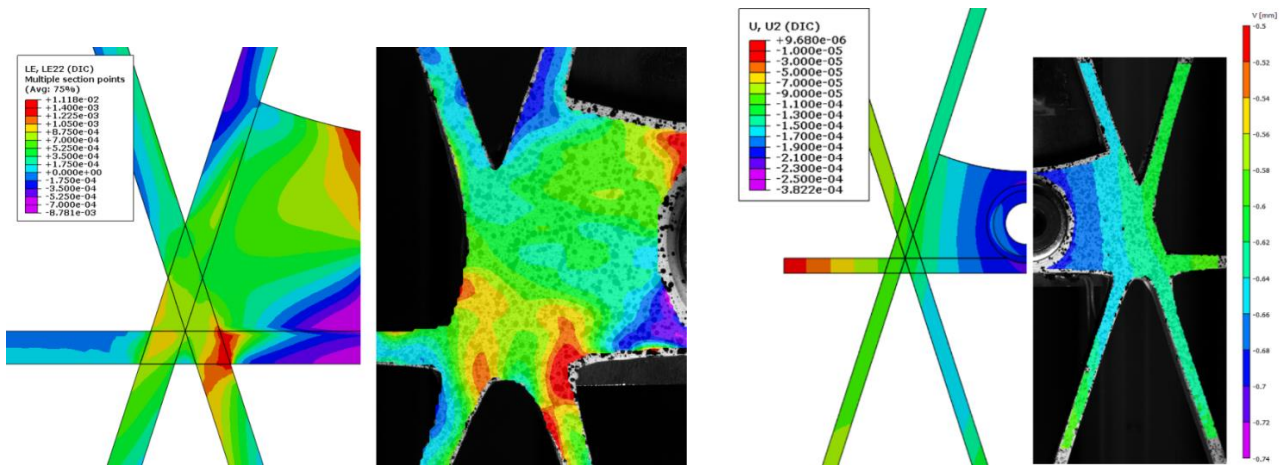 LE, LE22 (DIC)
Multiple section points
(Avg: 75%)
+1.118e-02
+1.400e-03
+1.225e-03
+1.050e-03
+8.750e-04
+7.000e-04
+5.250e-04
+3.500e-04
+1.750e-04
+0.000e+00
-1.750e-04
-3.500e-04
-5.250e-04
-7.000e-04
-8.781e-03
U, U2 (DIC)
+9.680e-06
-1.000e-05
-5.000e-05
-7.000e-05
-9.000e-05
-1.100e-04
-1.300e-04
-1.500e-04
-1.700e-04
-1.900e-04
-2.100e-04
-2.300e-04
-2.500e-04
-3.822e-04
V [mm]
-0.5
-0.52
-0.54
-0.56
-0.58
-0.6
-0.62
-0.64
-0.66
-0.68
-0.7
-0.72
-0.74